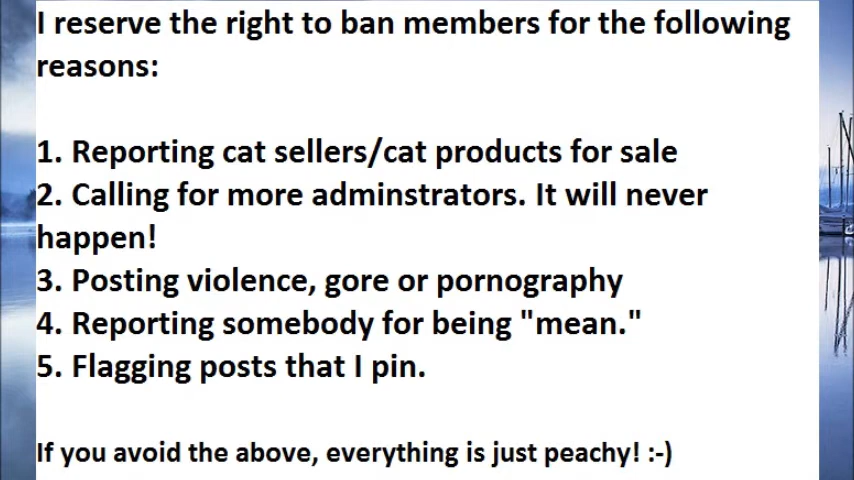 I reserve the right to ban members for the following
reasons:
1. Reporting cat sellers/cat products for sale
2. Calling for more adminstrators. It will never
happen!
3. Posting violence, gore or pornography
4. Reporting somebody for being "mean."
5. Flagging posts that I pin.
If you avoid the above, everything is just peachy! :-)